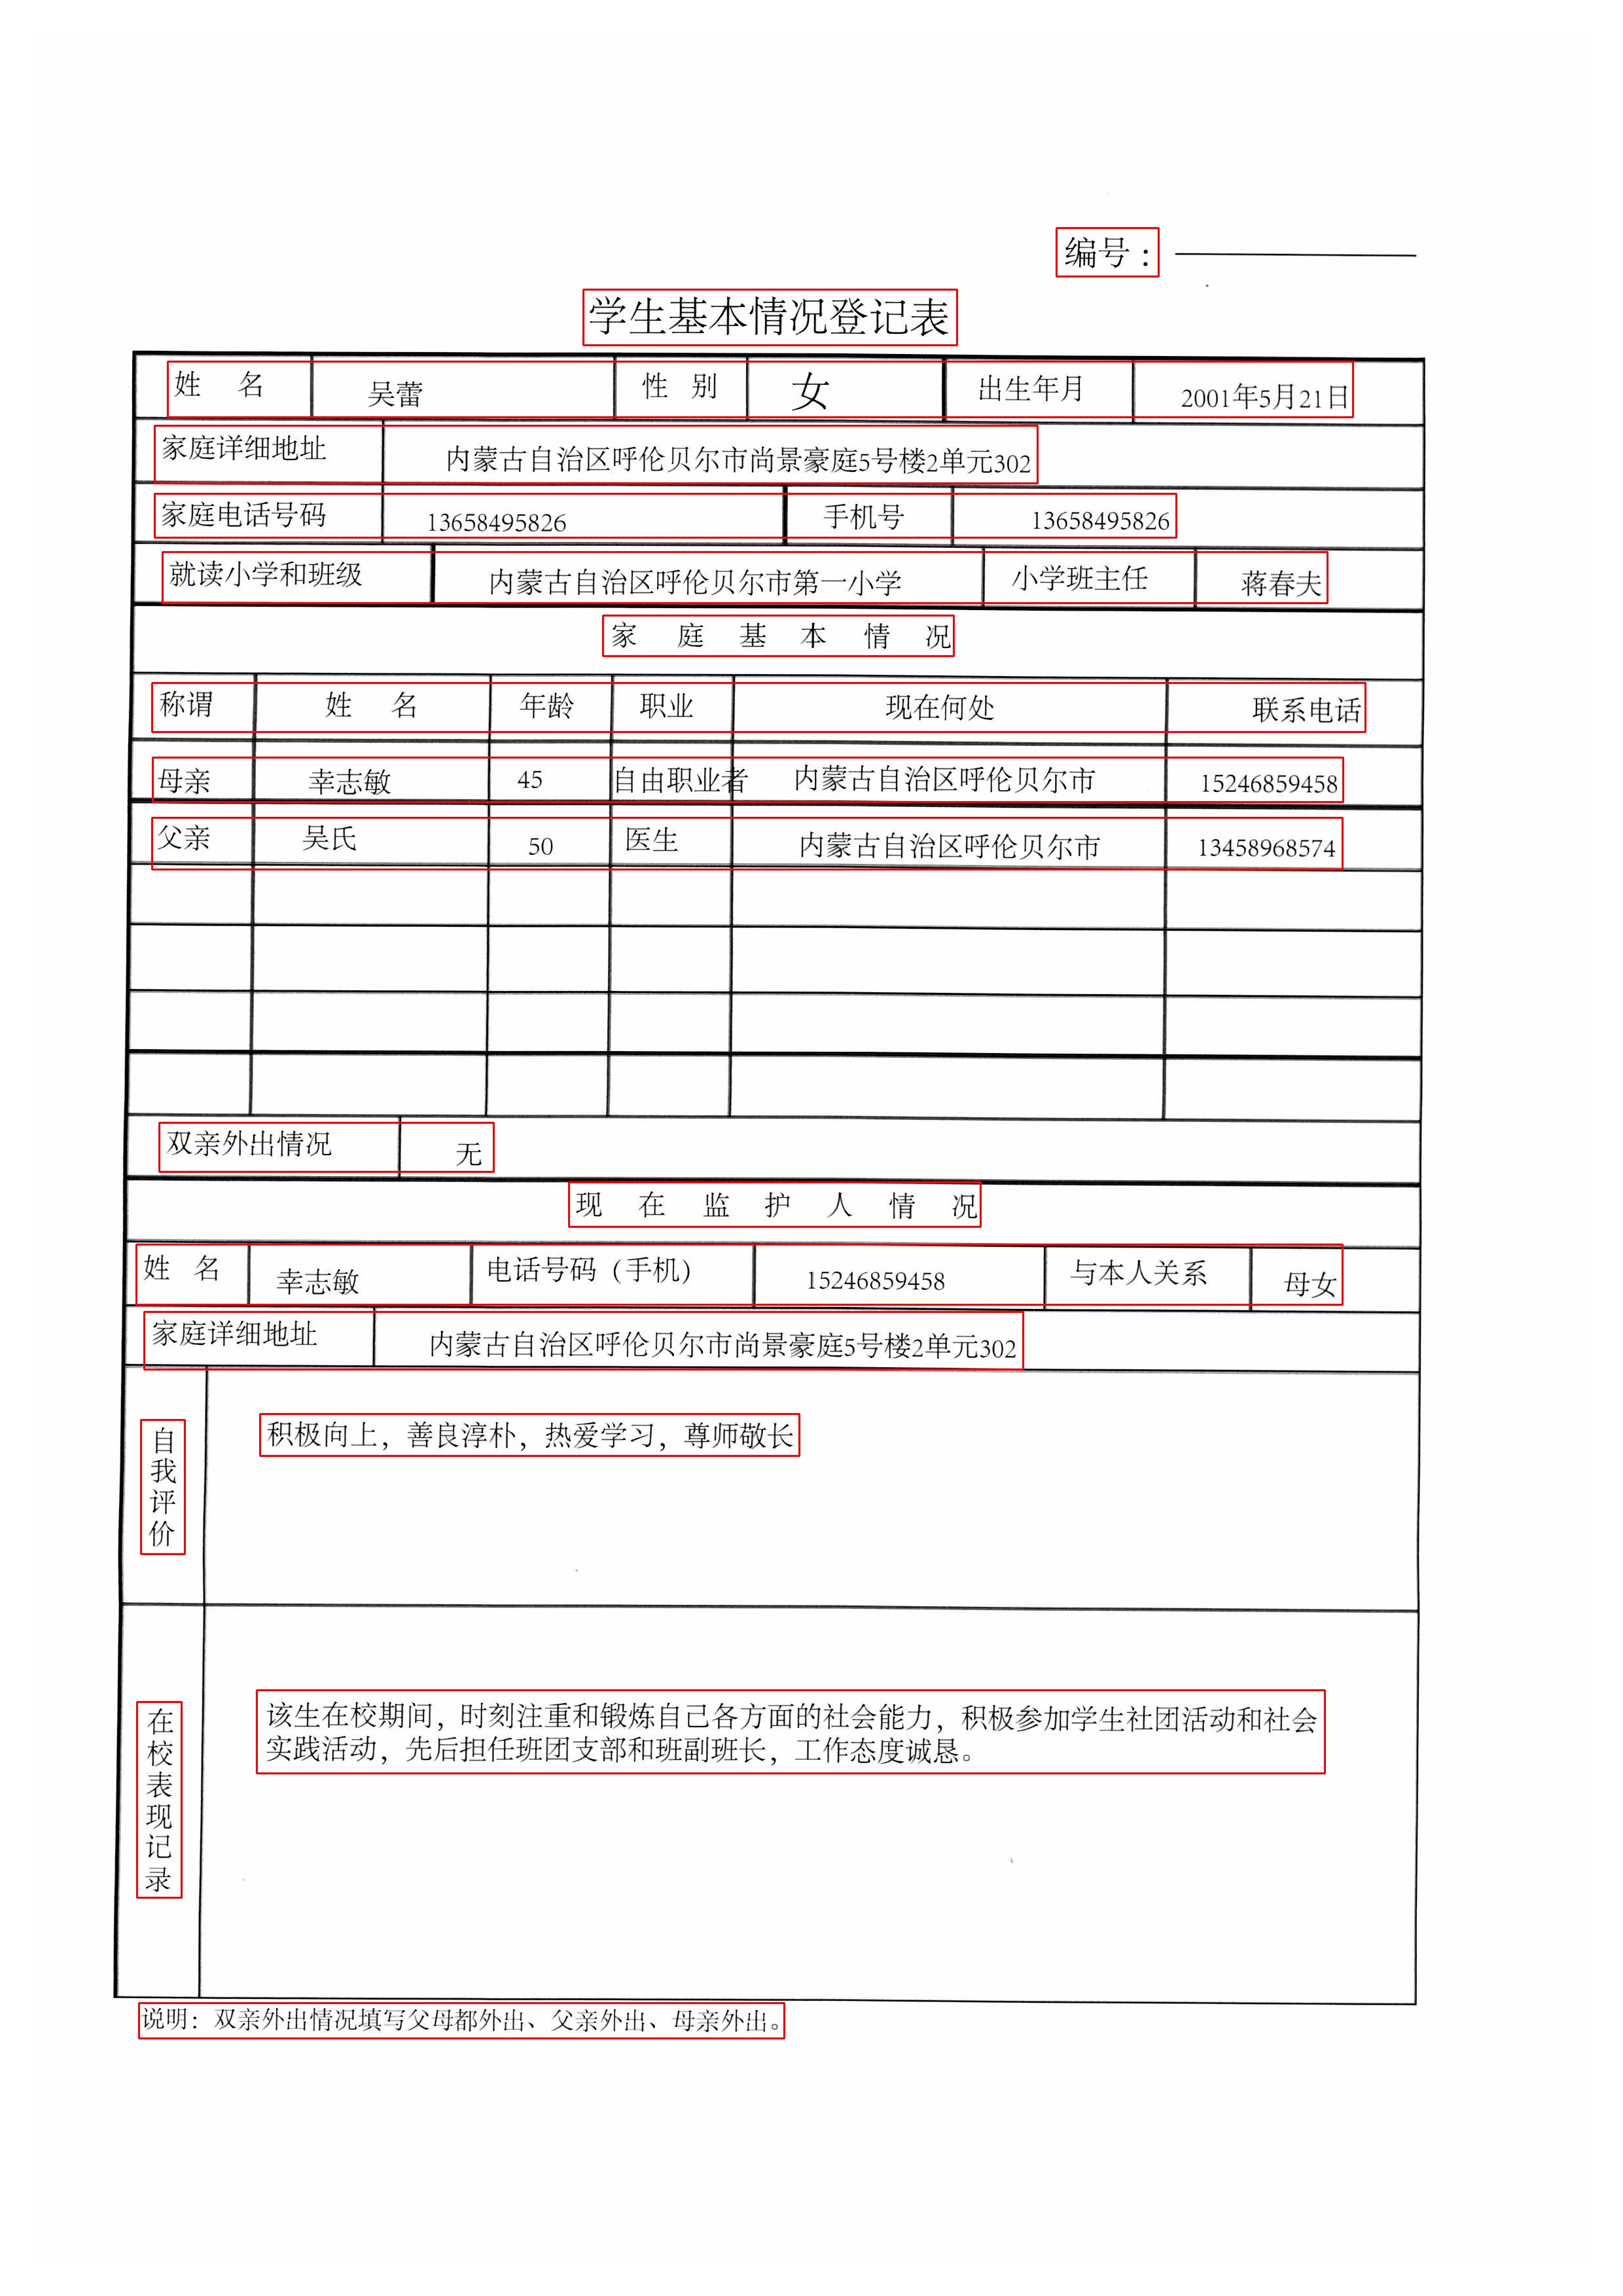 编号：
学生基本情况登记表
姓 名 吴蕾 性 别 女 出生年月 2001年5月21日
家庭详细地址 内蒙古自治区呼伦贝尔市尚景豪庭5号楼2单元302
家庭电话号码 13658495826 手机号 13658495826
就读小学和班级 内蒙古自治区呼伦贝尔市第一小学 小学班主任 蒋春夫
家 庭 基 本 情 况
称谓 姓 名 年龄 职业 现在何处 联系电话
母亲 幸志敏 45 自由职业者 内蒙古自治区呼伦贝尔市 15246859458
父亲 吴氏 50 医生 内蒙古自治区呼伦贝尔市 13458968574
双亲外出情况 无
现 在 监 护 人 情 况
姓 名 幸志敏 电话号码（手机） 15246859458 与本人关系 母女
家庭详细地址 内蒙古自治区呼伦贝尔市尚景豪庭5号楼2单元302
自我评价
积极向上，善良淳朴，热爱学习，尊师敬长
在校表现记录
该生在校期间，时刻注重和锻炼自己各方面的社会能力，积极参加学生社团活动和社会
实践活动，先后担任班团支部和班副班长，工作态度诚恳。
说明：双亲外出情况填写父母都外出、父亲外出、母亲外出。